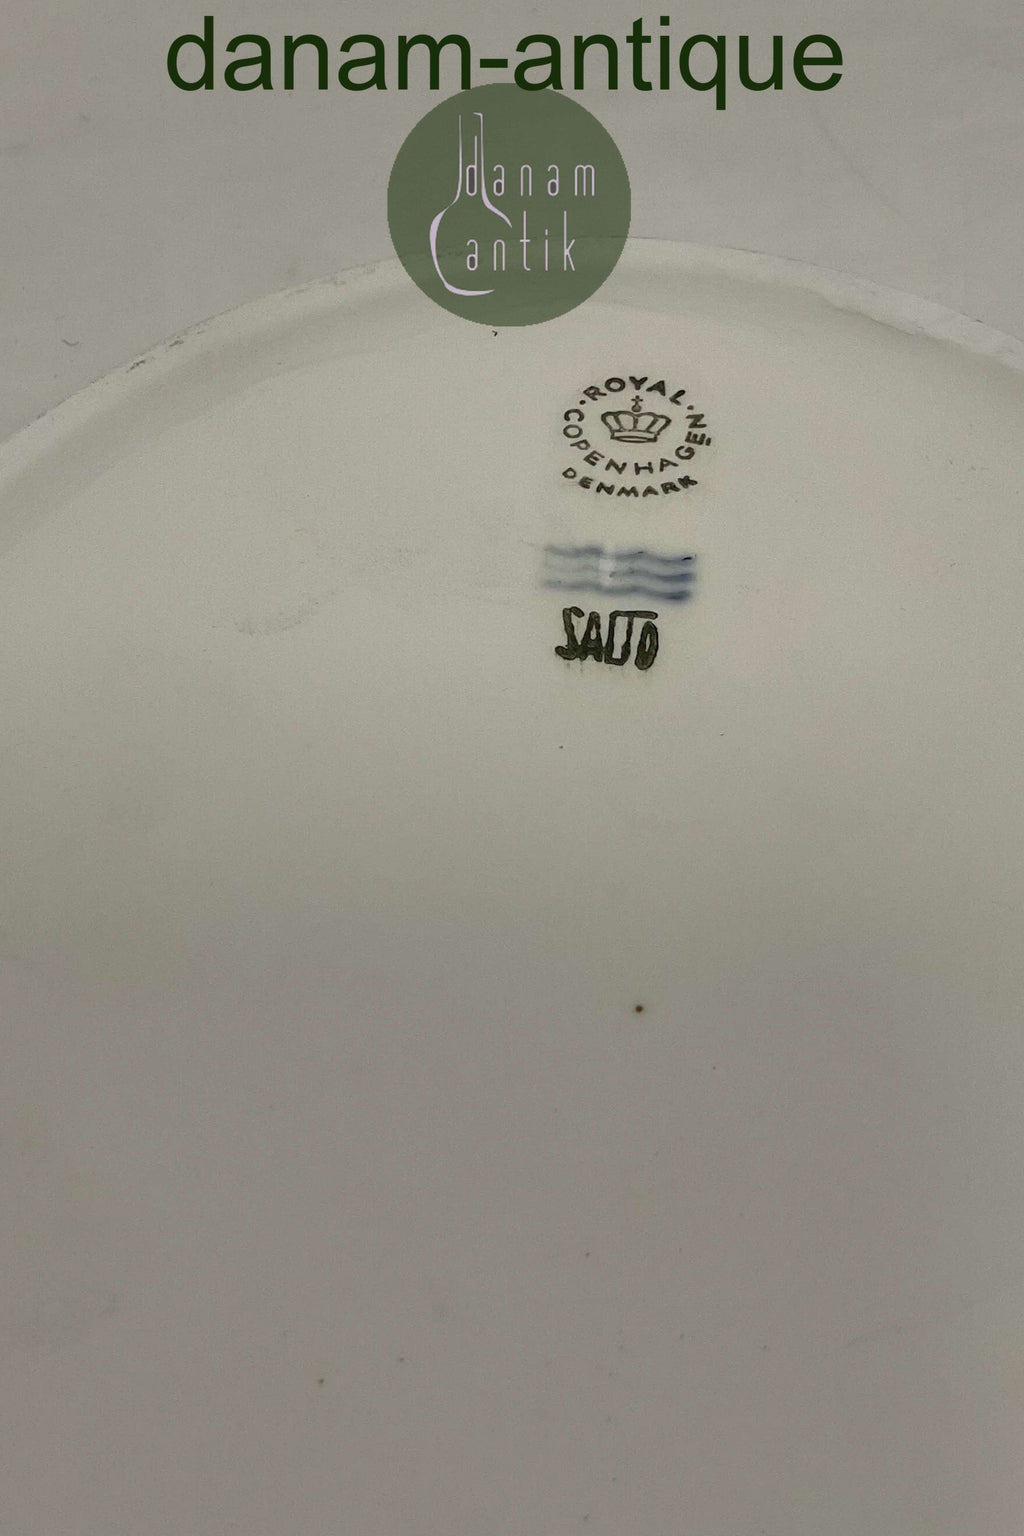 danam-antique
danam
antik
ROYAL
COPENHAGEN
DENMARK
SALTO